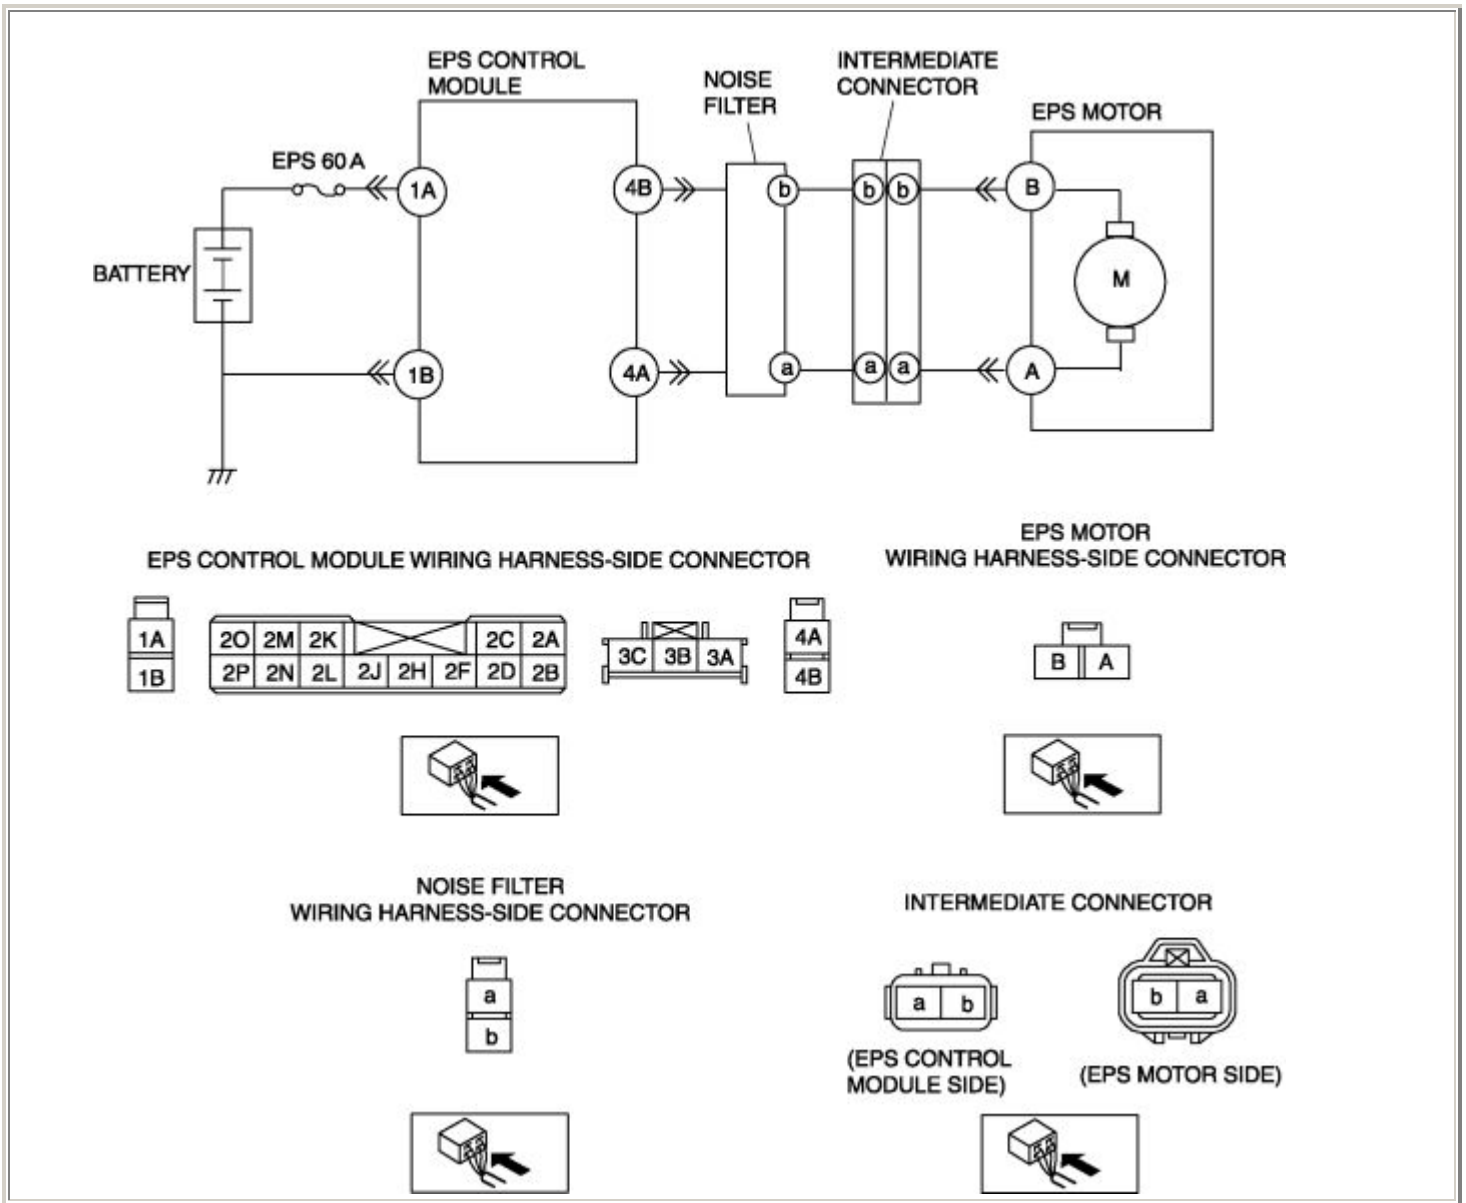 EPS CONTROL
MODULE
NOISE
FILTER
INTERMEDIATE
CONNECTOR
EPS MOTOR
EPS 60 A
1A
4B
b
b
b
B
BATTERY
M
1B
4A
a
a
a
A
EPS CONTROL MODULE WIRING HARNESS-SIDE CONNECTOR
1A
1B
2O 2M 2K 2C 2A
2P 2N 2L 2J 2H 2F 2D 2B
3C 3B 3A
4A
4B
EPS MOTOR
WIRING HARNESS-SIDE CONNECTOR
B A
NOISE FILTER
WIRING HARNESS-SIDE CONNECTOR
a
b
INTERMEDIATE CONNECTOR
a b
(EPS CONTROL
MODULE SIDE)
b a
(EPS MOTOR SIDE)